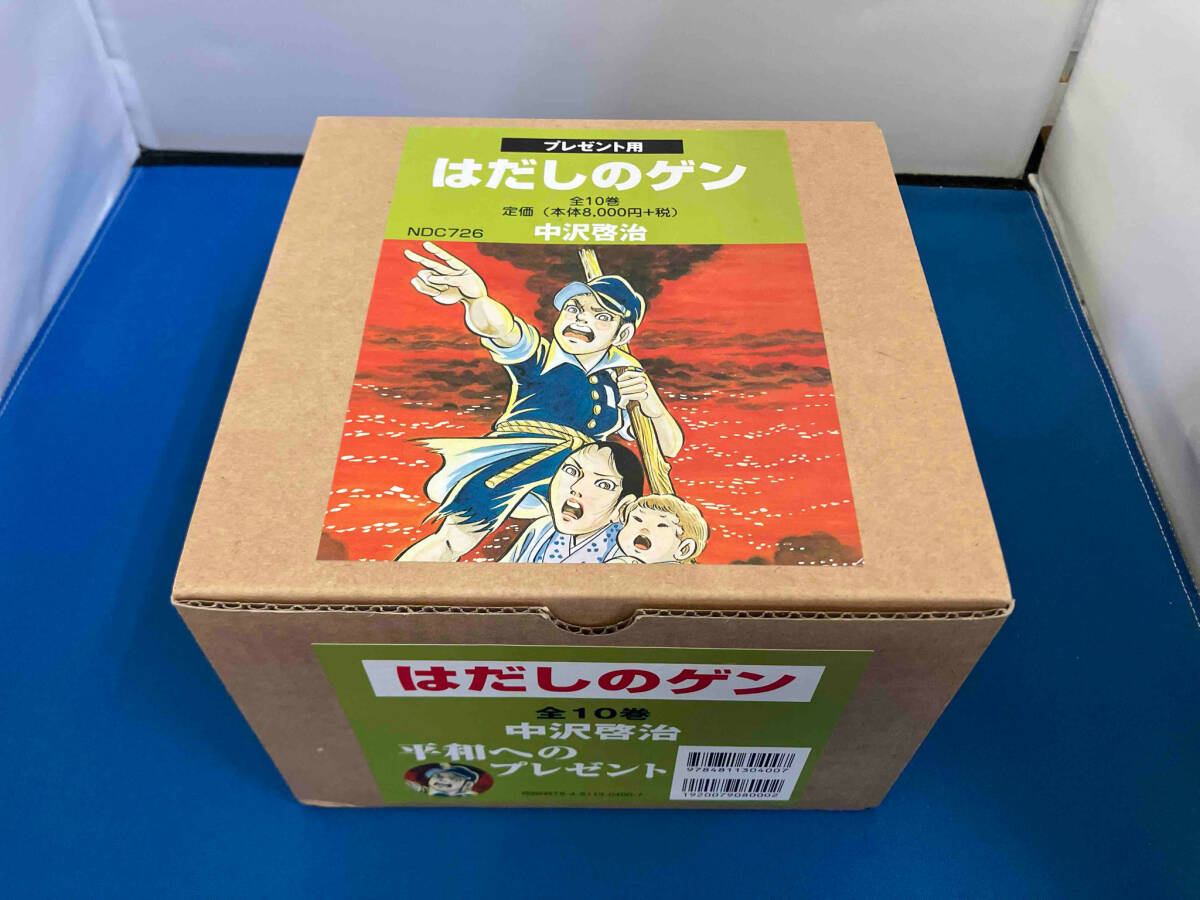 プレゼント用
はだしのゲン
全10巻
定価（本体8,000円+税）
NDC726
中沢啓治
はだしのゲン
全10巻
中沢啓治
平和への
プレゼント
9784811304007
1920079080002